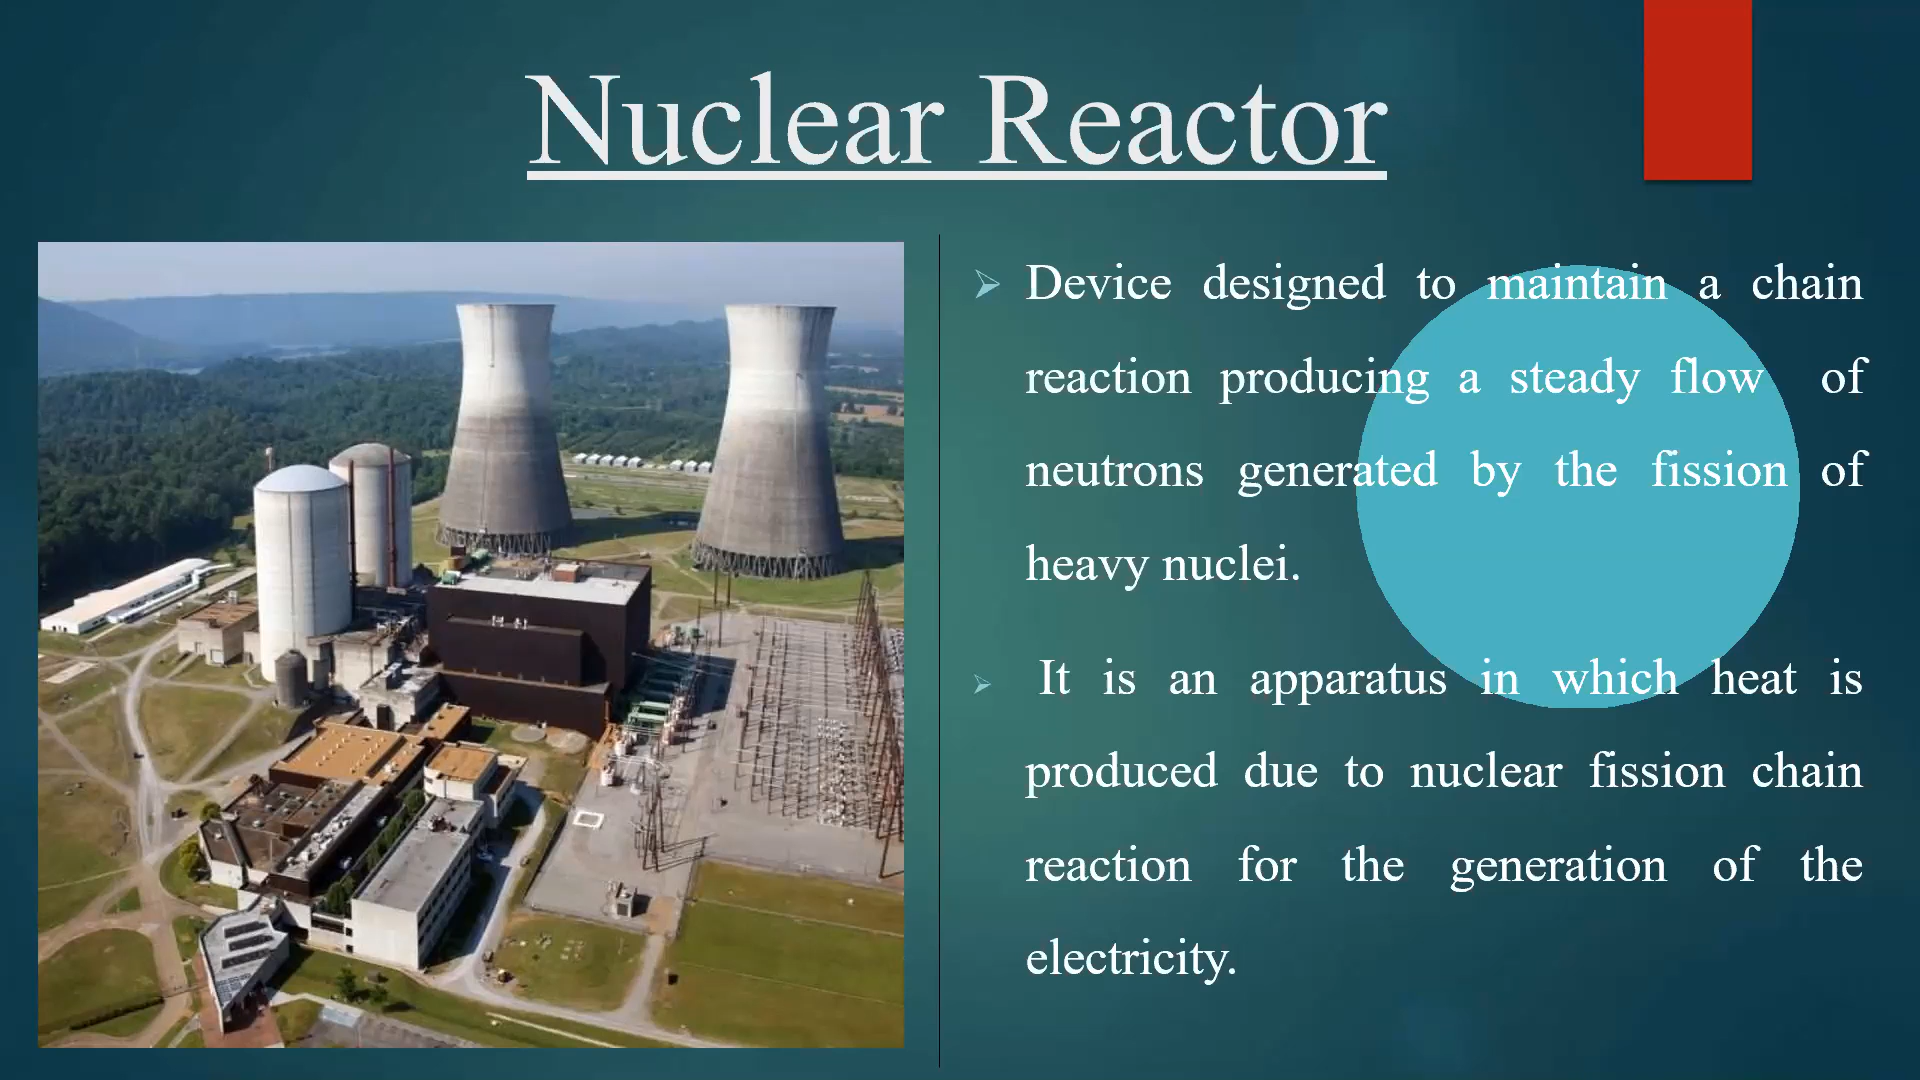 Nuclear Reactor
Device designed to maintain a chain
reaction producing a steady flow of
neutrons generated by the fission of
heavy nuclei.
It is an apparatus in which heat is
produced due to nuclear fission chain
reaction for the generation of the
electricity.